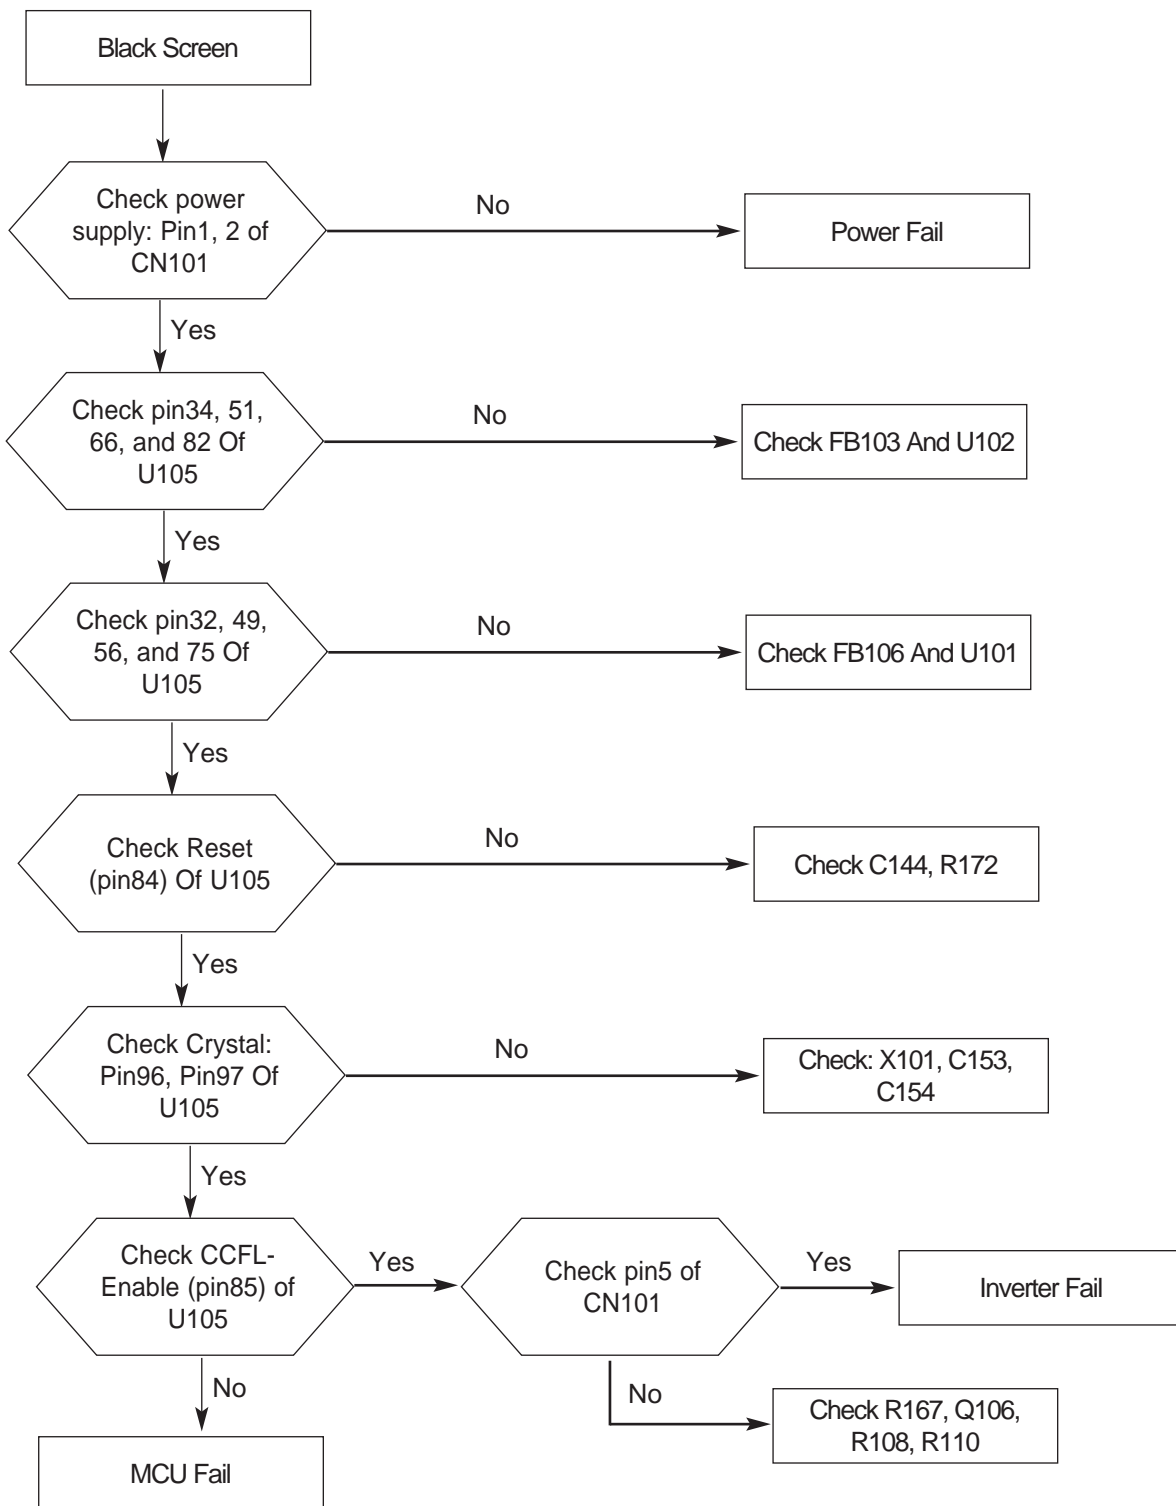 Black Screen
Check power
supply: Pin1, 2 of
CN101
No
Power Fail
Yes
Check pin34, 51,
66, and 82 Of
U105
No
Check FB103 And U102
Yes
Check pin32, 49,
56, and 75 Of
U105
No
Check FB106 And U101
Yes
Check Reset
(pin84) Of U105
No
Check C144, R172
Yes
Check Crystal:
Pin96, Pin97 Of
U105
No
Check: X101, C153,
C154
Yes
Check CCFL-
Enable (pin85) of
U105
Yes
Check pin5 of
CN101
Yes
Inverter Fail
No
Check R167, Q106,
R108, R110
No
MCU Fail